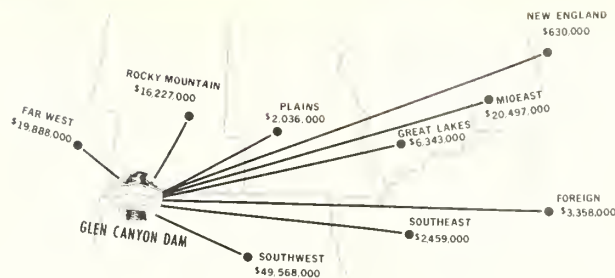 NEW ENGLAND
$630,000
ROCKY MOUNTAIN
$16,227,000
FAR WEST
$19,888,000
PLAINS
$2,036,000
MIDEAST
$20,497,000
GREAT LAKES
$6,343,000
FOREIGN
$3,358,000
SOUTHEAST
$2,459,000
GLEN CANYON DAM
SOUTHWEST
$49,568,000